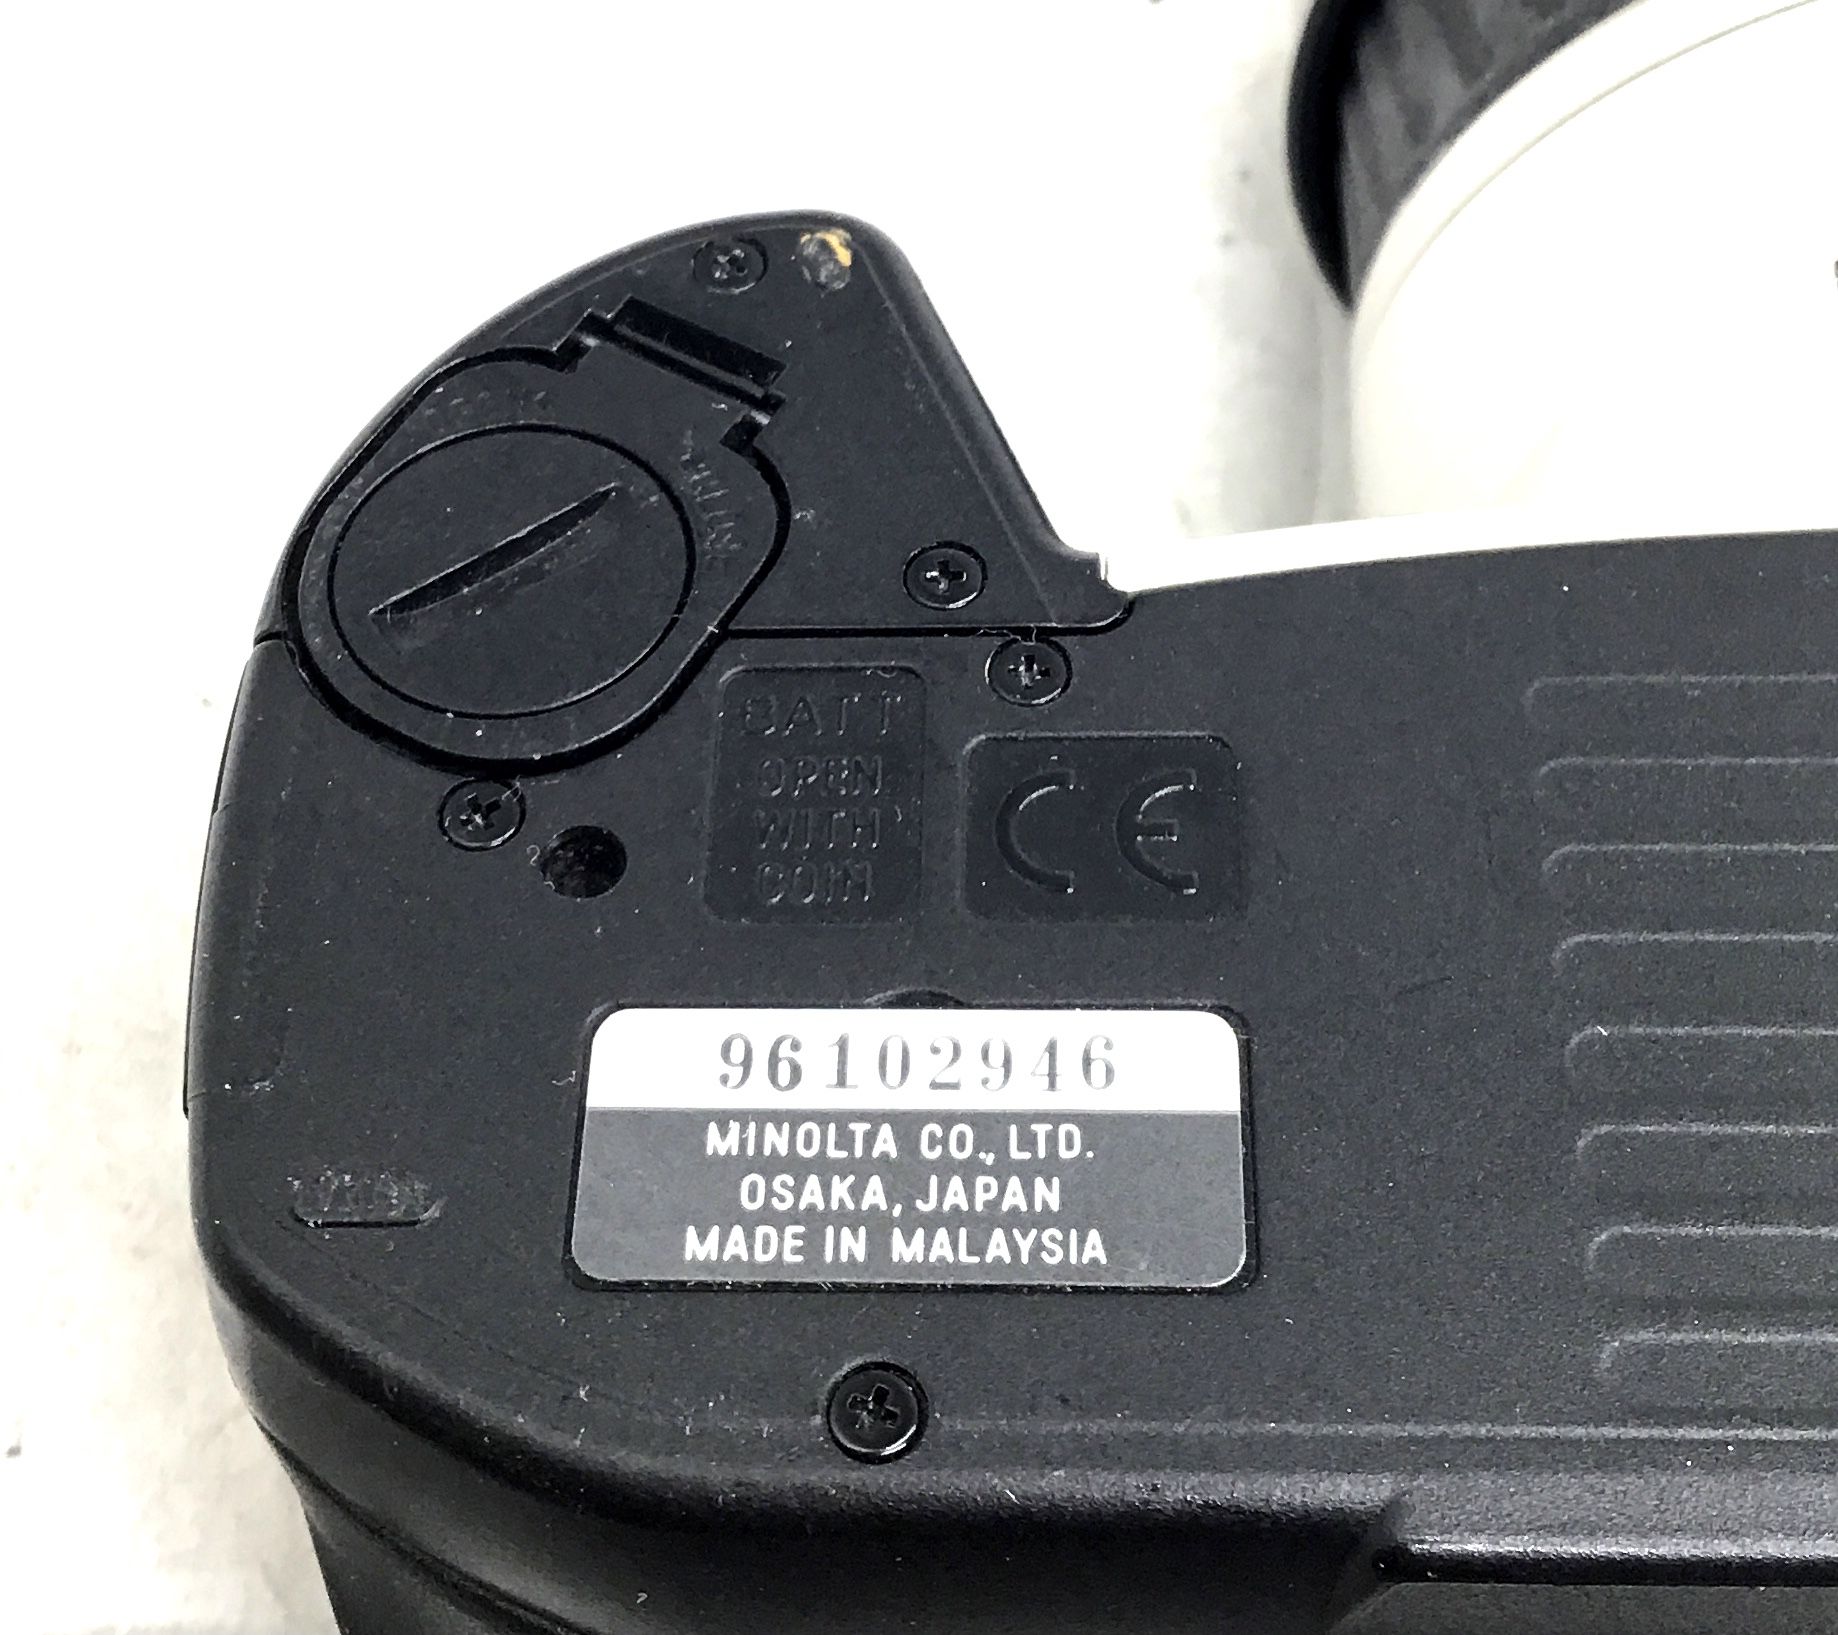 BATT
OPEN
WITH
COIN
CE
96102946
MINOLTA CO., LTD.
OSAKA, JAPAN
MADE IN MALAYSIA